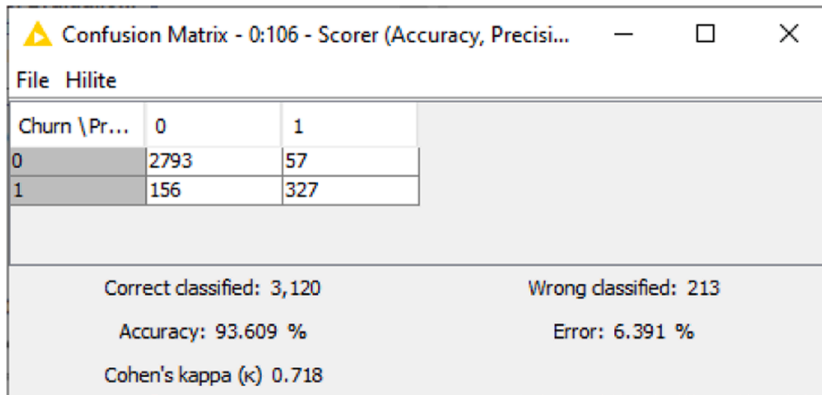 Confusion Matrix - 0:106 - Scorer (Accuracy, Precisi...
File Hilite
Churn \Pr... 0 1
0 2793 57
1 156 327
Correct classified: 3,120 Wrong classified: 213
Accuracy: 93.609 % Error: 6.391 %
Cohen's kappa (κ) 0.718